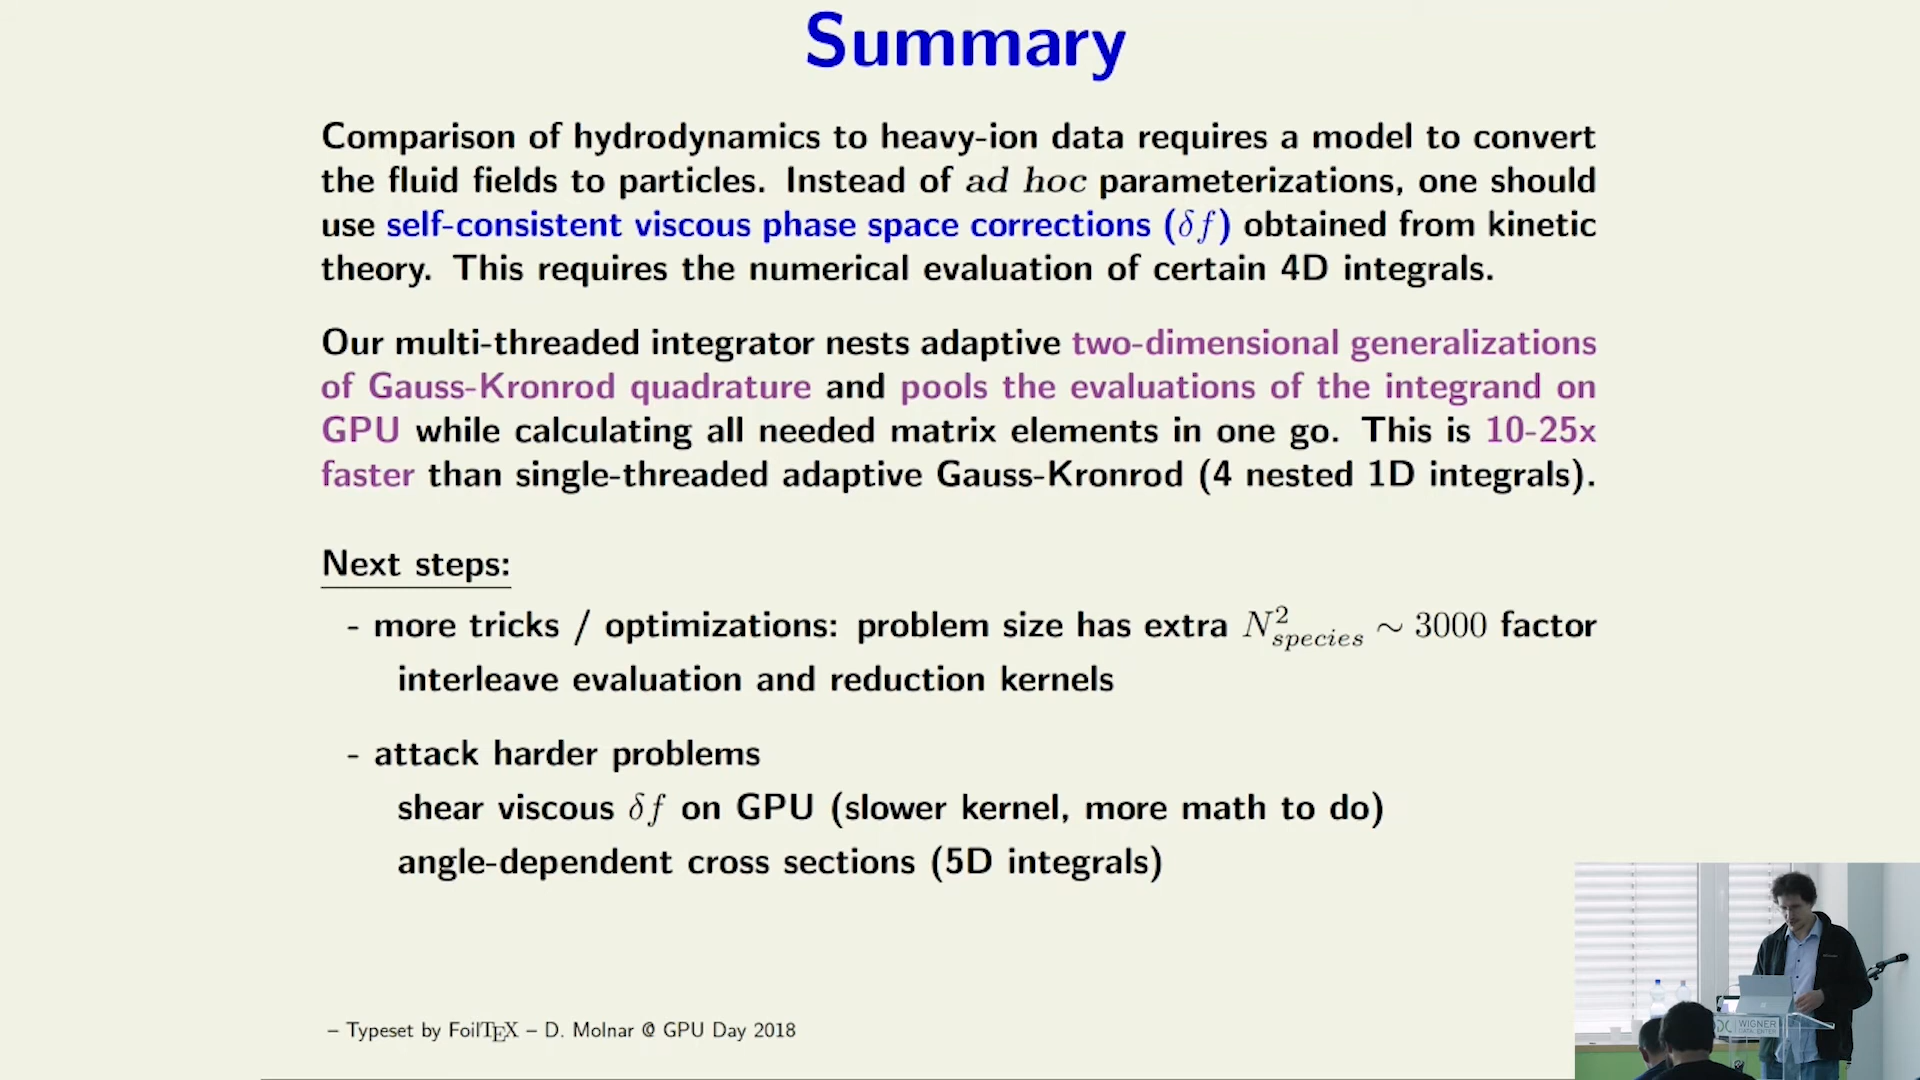 Summary
Comparison of hydrodynamics to heavy-ion data requires a model to convert
the fluid fields to particles. Instead of ad hoc parameterizations, one should
use self-consistent viscous phase space corrections (δf) obtained from kinetic
theory. This requires the numerical evaluation of certain 4D integrals.
Our multi-threaded integrator nests adaptive two-dimensional generalizations
of Gauss-Kronrod quadrature and pools the evaluations of the integrand on
GPU while calculating all needed matrix elements in one go. This is 10-25x
faster than single-threaded adaptive Gauss-Kronrod (4 nested 1D integrals).
Next steps:
- more tricks / optimizations: problem size has extra N²species ∼ 3000 factor
interleave evaluation and reduction kernels
- attack harder problems
shear viscous δf on GPU (slower kernel, more math to do)
angle-dependent cross sections (5D integrals)
– Typeset by FoilTEX – D. Molnar @ GPU Day 2018
WIGNER
DATA CENTER